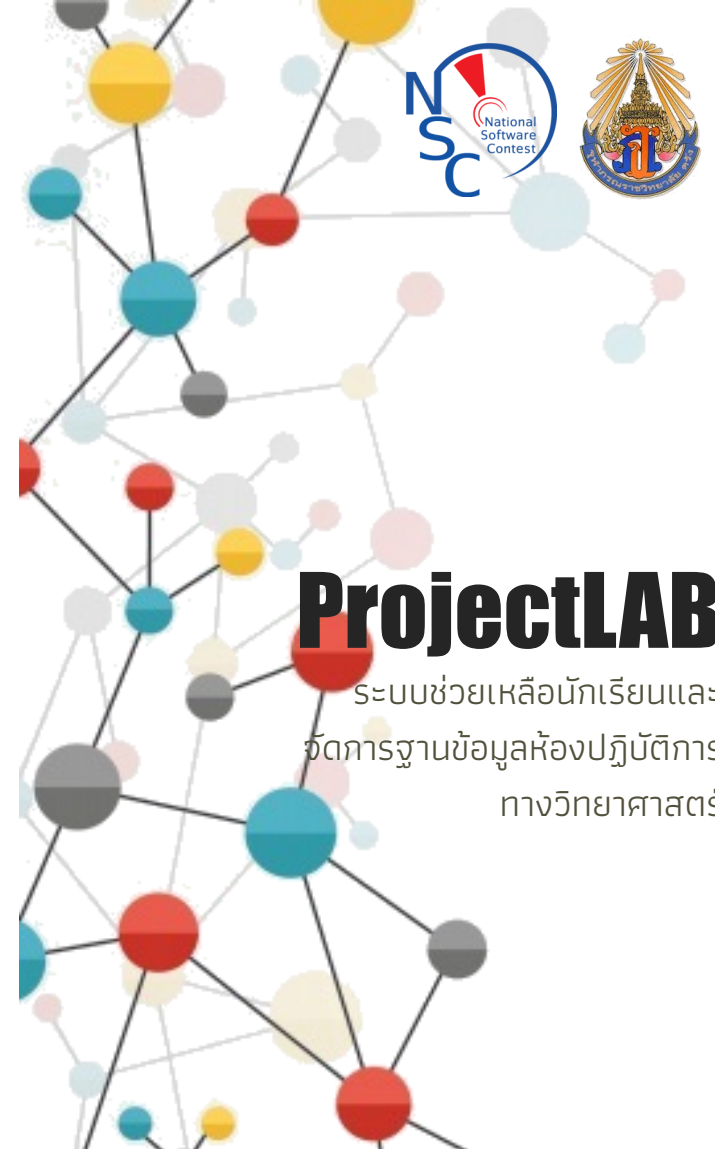 NSC
National
Software
Contest
ProjectLAB
ระบบช่วยเหลือนักเรียนและ
จัดการฐานข้อมูลห้องปฏิบัติการ
ทางวิทยาศาสตร์